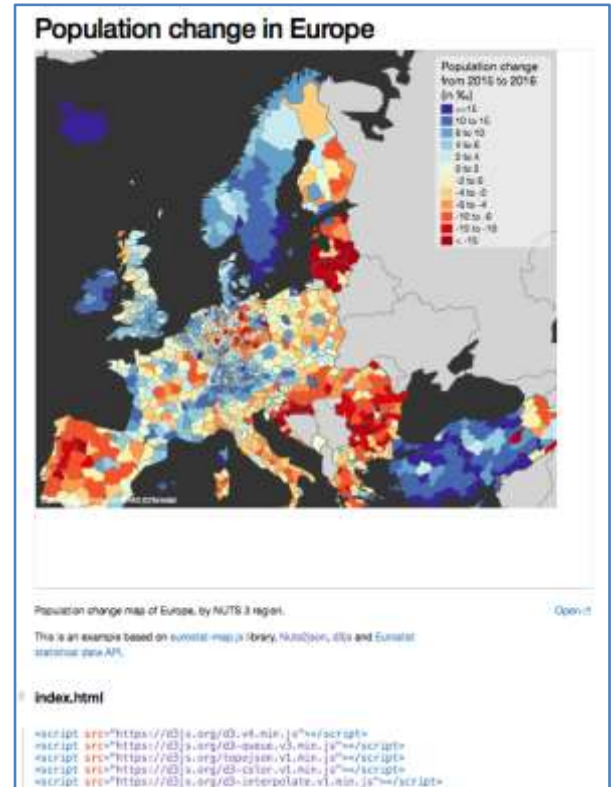 Population change in Europe
Population change
from 2015 to 2016
(in ‰)
10 to 15
6 to 10
4 to 6
2 to 4
0 to 2
-2 to 0
-4 to -2
-6 to -4
-10 to -6
-15 to -10
< -15
Population change map of Europe, by NUTS 3 region.
Open
This is an example based on eurostat-map.js library, Nuts2json, d3js and Eurostat
statistical data API.
index.html
<script src="https://d3js.org/d3.v4.min.js"></script>
<script src="https://d3js.org/d3-queue.v3.min.js"></script>
<script src="https://d3js.org/topojson.v1.min.js"></script>
<script src="https://d3js.org/d3-color.v1.min.js"></script>
<script src="https://d3js.org/d3-interpolate.v1.min.js"></script>